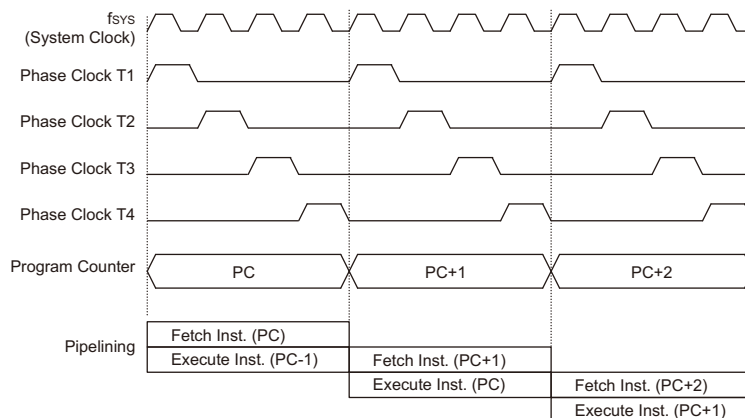 fSYS
(System Clock)
Phase Clock T1
Phase Clock T2
Phase Clock T3
Phase Clock T4
Program Counter
PC
PC+1
PC+2
Pipelining
Fetch Inst. (PC)
Execute Inst. (PC-1)
Fetch Inst. (PC+1)
Execute Inst. (PC)
Fetch Inst. (PC+2)
Execute Inst. (PC+1)